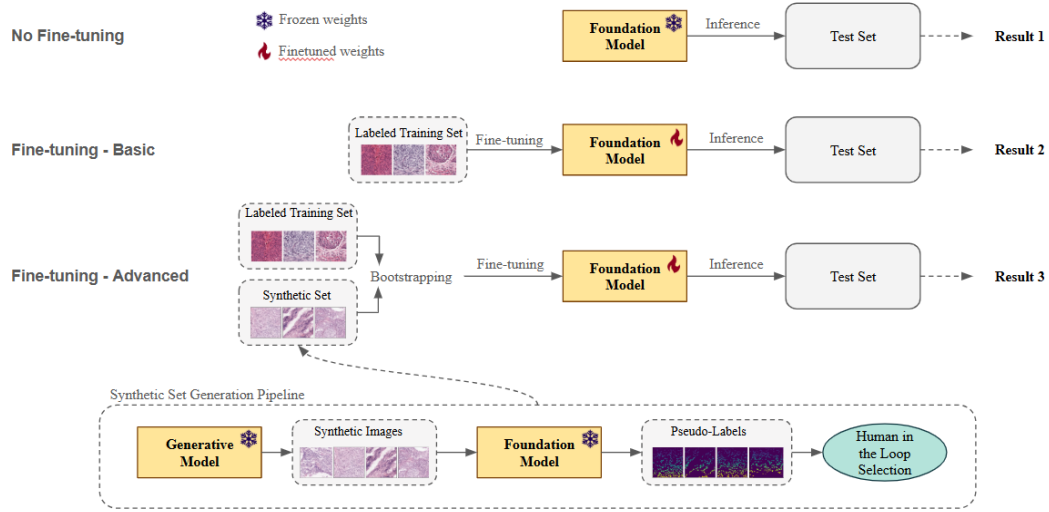 No Fine-tuning
Frozen weights
Finetuned weights
Foundation
Model
Inference
Test Set
Result 1
Fine-tuning - Basic
Labeled Training Set
Fine-tuning
Foundation
Model
Inference
Test Set
Result 2
Fine-tuning - Advanced
Labeled Training Set
Synthetic Set
Bootstrapping
Fine-tuning
Foundation
Model
Inference
Test Set
Result 3
Synthetic Set Generation Pipeline
Generative
Model
Synthetic Images
Foundation
Model
Pseudo-Labels
Human in
the Loop
Selection